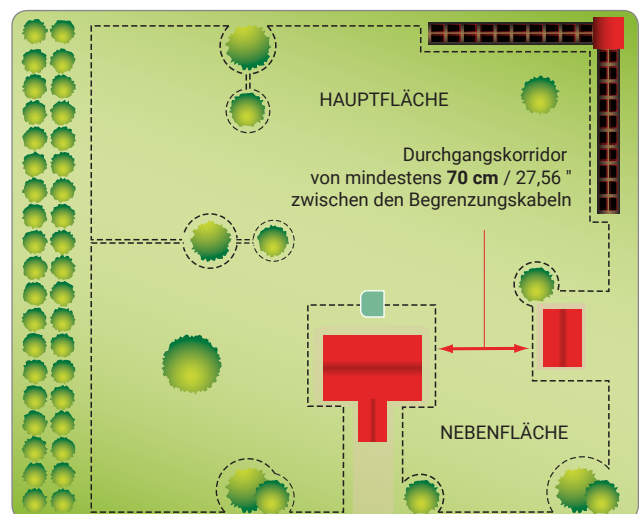 HAUPTFLÄCHE
Durchgangskorridor
von mindestens 70 cm / 27,56 "
zwischen den Begrenzungskabeln
NEBENFLÄCHE